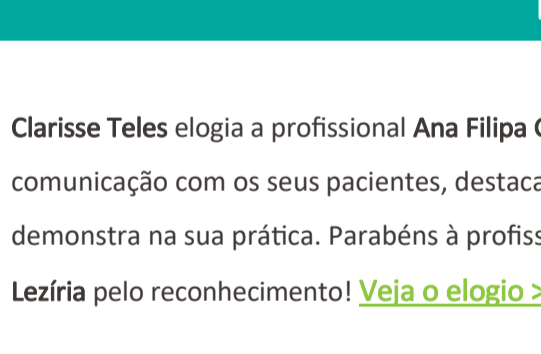 Clarisse Teles elogia a profissional Ana Filipa
comunicação com os seus pacientes, destaca
demonstra na sua prática. Parabéns à profiss
Lezíria pelo reconhecimento! Veja o elogio >